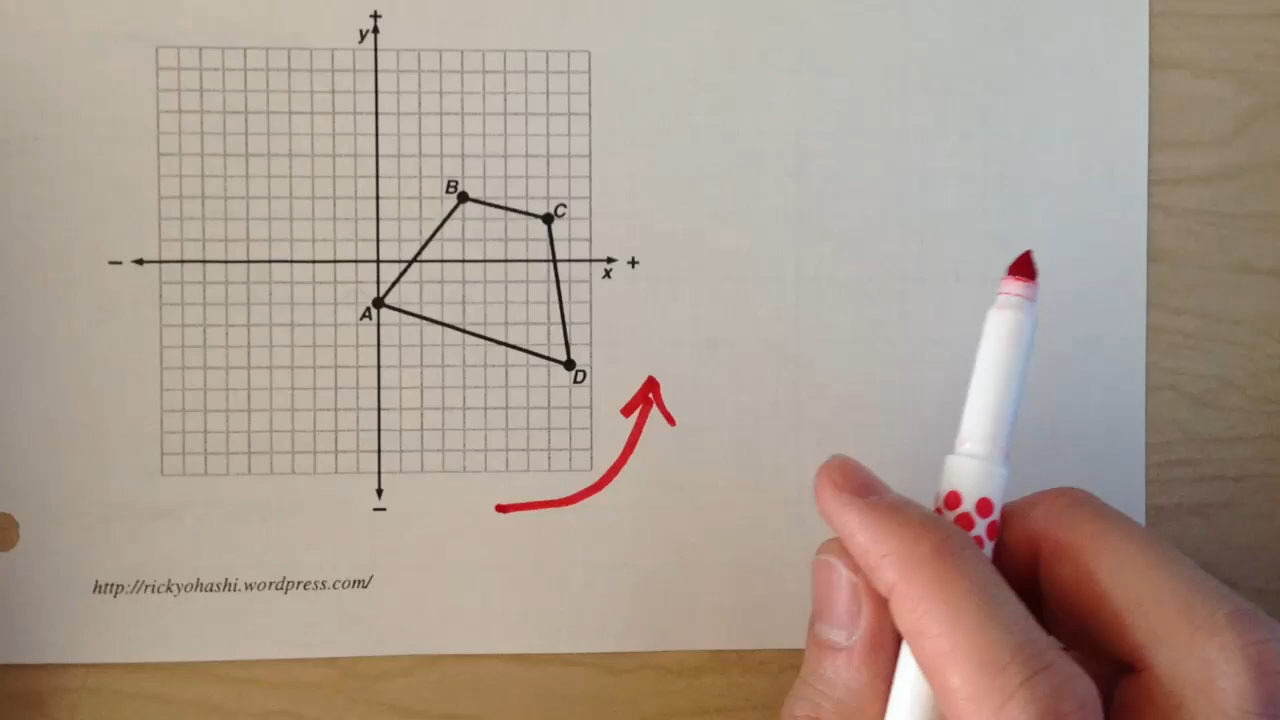 +
y
B
C
− x +
A
D
−
http://rickyohashi.wordpress.com/